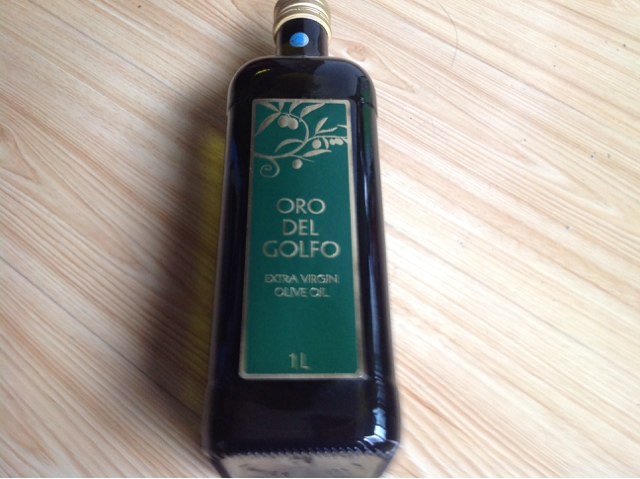 ORO
DEL
GOLFO
EXTRA VIRGIN
OLIVE OIL
1L